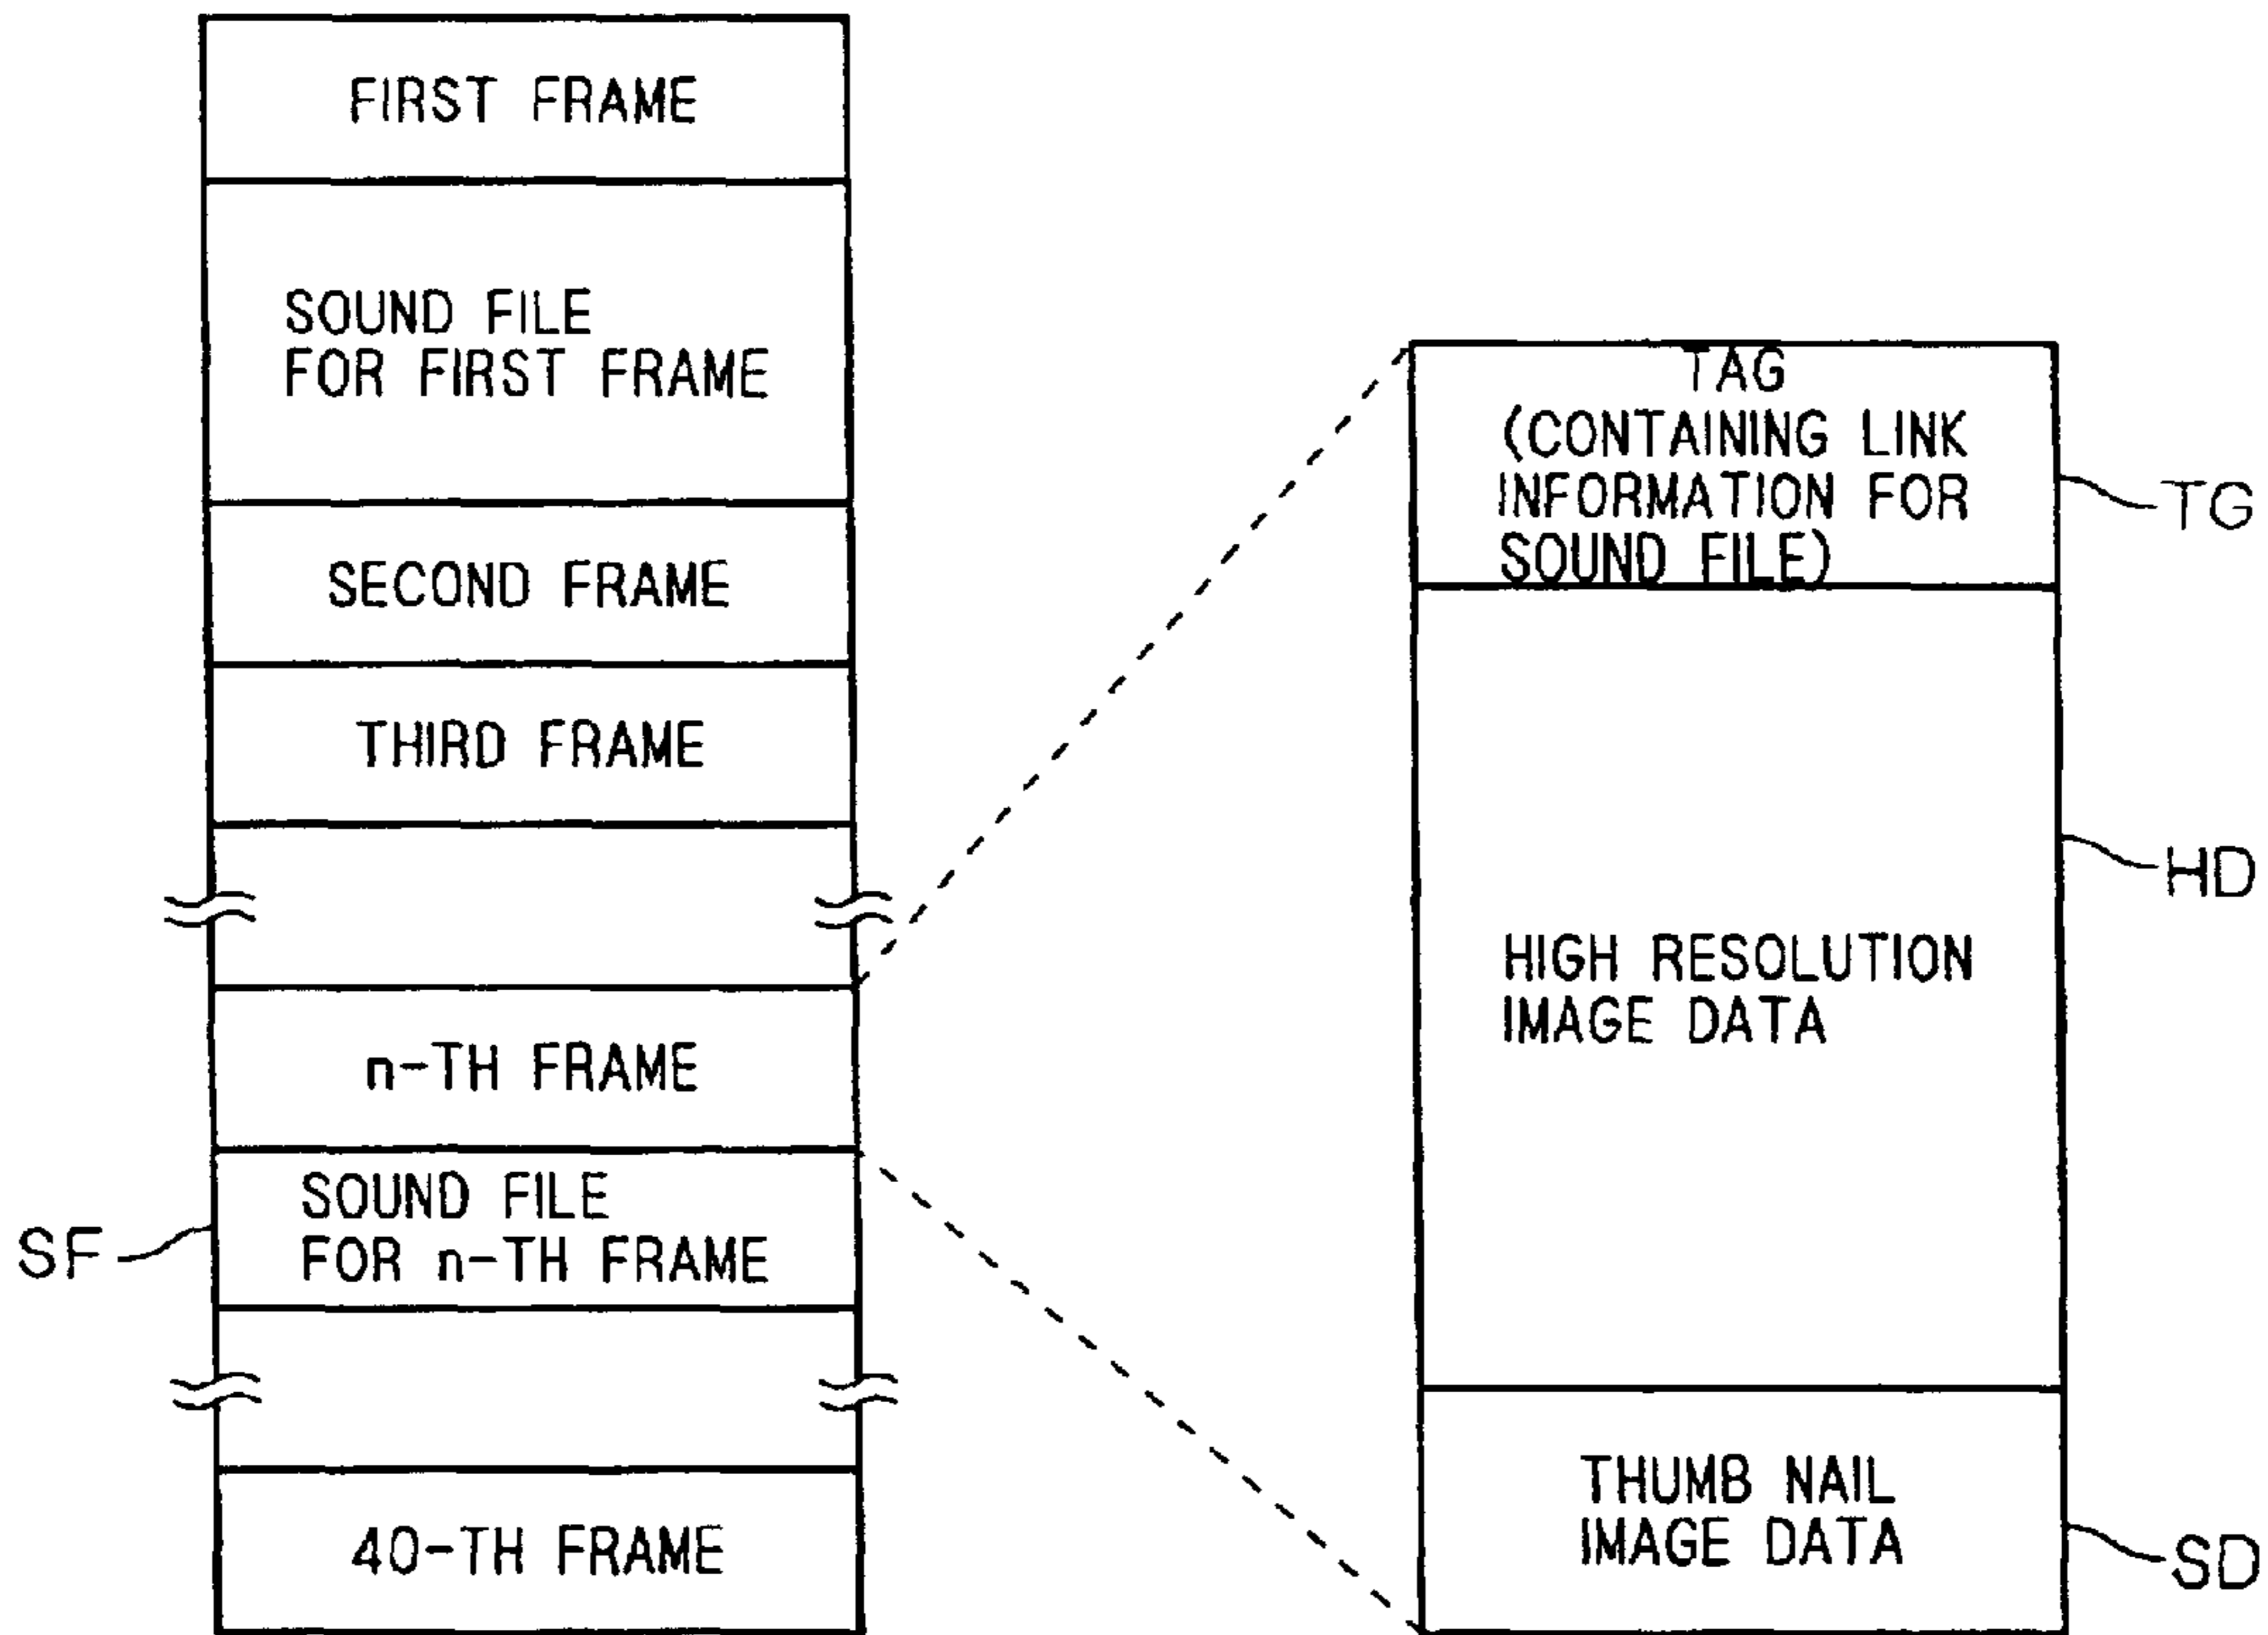 FIRST FRAME
SOUND FILE
FOR FIRST FRAME
SECOND FRAME
THIRD FRAME
n-TH FRAME
SOUND FILE
FOR n-TH FRAME
SF
40-TH FRAME
TAG
(CONTAINING LINK
INFORMATION FOR
SOUND FILE)
TG
HIGH RESOLUTION
IMAGE DATA
HD
THUMB NAIL
IMAGE DATA
SD